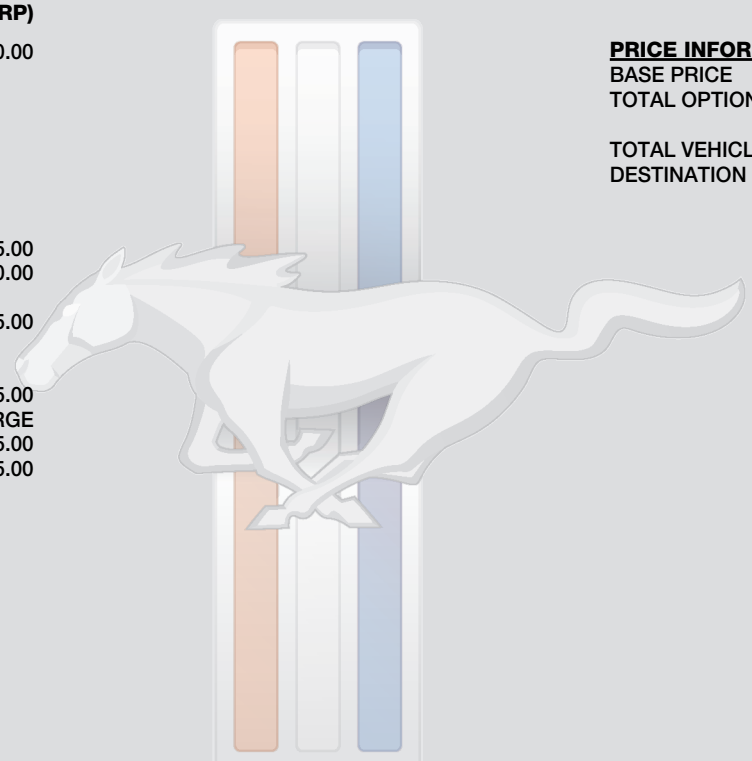 RP)
0.00
5.00
0.00
5.00
5.00
RGE
5.00
5.00
PRICE INFOR
BASE PRICE
TOTAL OPTION
TOTAL VEHICL
DESTINATION